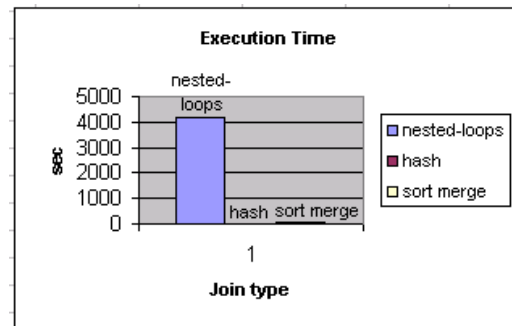 Execution Time
nested-
loops
5000
4000
3000
2000
1000
0
sec
hash
sort merge
1
Join type
nested-loops
hash
sort merge